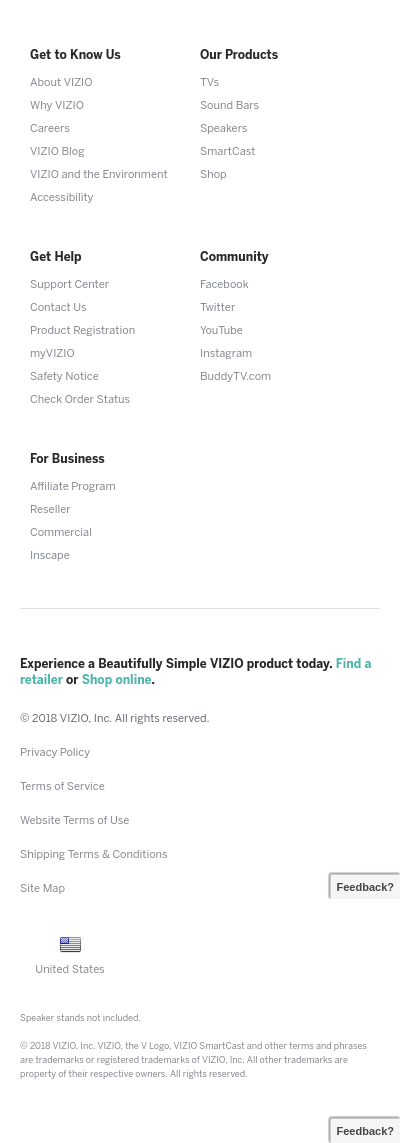 Get to Know Us
About VIZIO
Why VIZIO
Careers
VIZIO Blog
VIZIO and the Environment
Accessibility
Our Products
TVs
Sound Bars
Speakers
SmartCast
Shop
Get Help
Support Center
Contact Us
Product Registration
myVIZIO
Safety Notice
Check Order Status
Community
Facebook
Twitter
YouTube
Instagram
BuddyTV.com
For Business
Affiliate Program
Reseller
Commercial
Inscape
Experience a Beautifully Simple VIZIO product today. Find a
retailer or Shop online.
© 2018 VIZIO, Inc. All rights reserved.
Privacy Policy
Terms of Service
Website Terms of Use
Shipping Terms & Conditions
Site Map
Feedback?
United States
Speaker stands not included.
© 2018 VIZIO, Inc. VIZIO, the V Logo, VIZIO SmartCast and other terms and phrases
are trademarks or registered trademarks of VIZIO, Inc. All other trademarks are
property of their respective owners. All rights reserved.
Feedback?